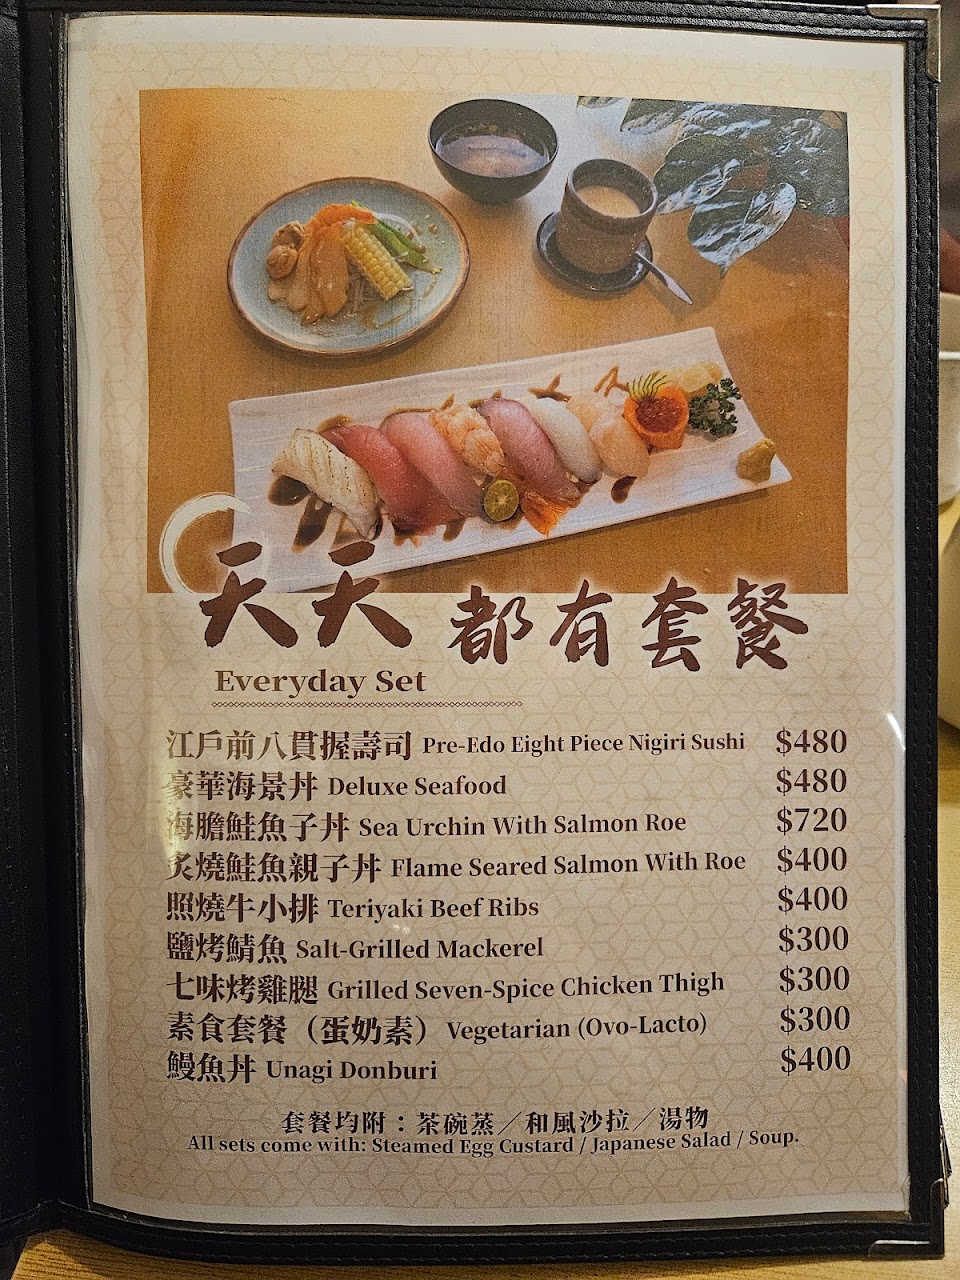 天天都有套餐
Everyday Set
江戶前八貫握壽司 Pre-Edo Eight Piece Nigiri Sushi $480
豪華海景丼 Deluxe Seafood $480
海膽鮭魚子丼 Sea Urchin With Salmon Roe $720
炙燒鮭魚親子丼 Flame Seared Salmon With Roe $400
照燒牛小排 Teriyaki Beef Ribs $400
鹽烤鯖魚 Salt-Grilled Mackerel $300
七味烤雞腿 Grilled Seven-Spice Chicken Thigh $300
素食套餐（蛋奶素）Vegetarian (Ovo-Lacto) $300
鰻魚丼 Unagi Donburi $400
套餐均附：茶碗蒸／和風沙拉／湯物
All sets come with: Steamed Egg Custard / Japanese Salad / Soup.